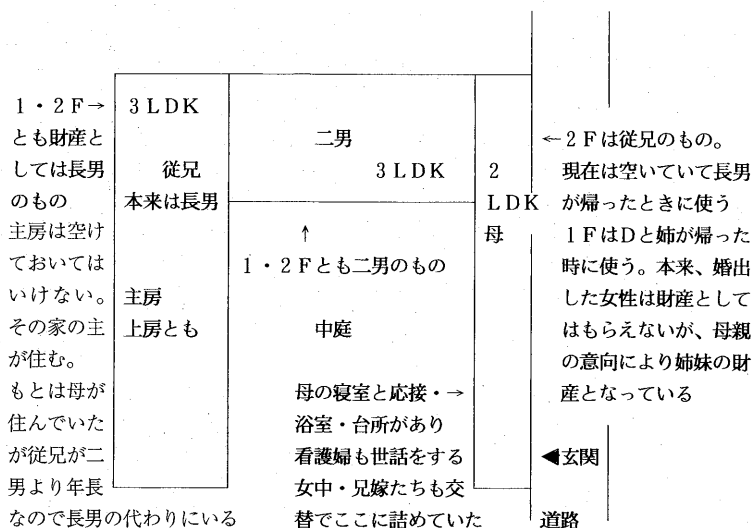 1・2F→
とも財産と
しては長男
のもの
主房は空け
ておいては
いけない。
その家の主
が住む。
もとは母が
住んでいた
が従兄が二
男より年長
なので長男の代わりにいる
3LDK
従兄
本来は長男
主房
上房とも
二男
3LDK
↑
1・2Fとも二男のもの
中庭
母の寝室と応接・→
浴室・台所があり
看護婦も世話をする
女中・兄嫁たちも交
替でここに詰めていた
2
LDK
母
←2Fは従兄のもの。
現在は空いていて長男
が帰ったときに使う
1FはDと姉が帰った
時に使う。本来、婚出
した女性は財産として
はもらえないが、母親
の意向により姉妹の財
産となっている
◀玄関
道路